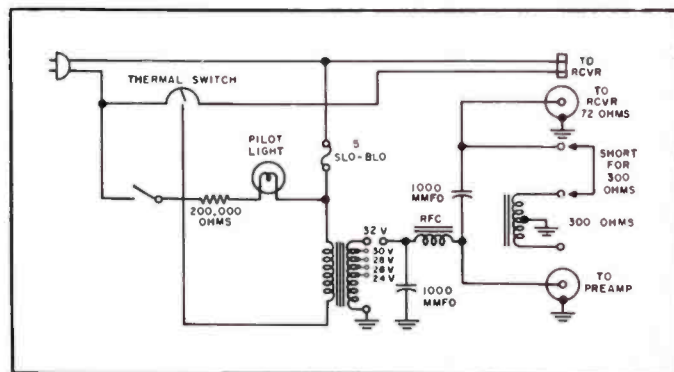 THERMAL SWITCH
TO
RCVR
TO
RCVR
72 OHMS
PILOT
LIGHT
5
SLO-BLO
SHORT
FOR
300
OHMS
1000
MMFD
RFC
200,000
OHMS
32 V
30 V
28 V
26 V
24 V
300 OHMS
1000
MMFD
TO
PREAMP